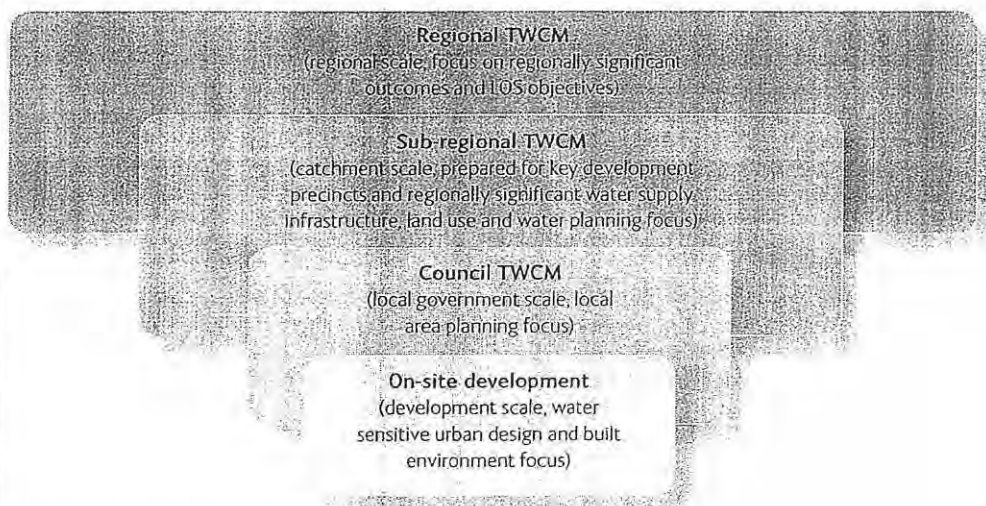 Regional TWCM
(regional scale, focus on regionally significant
outcomes and LOS objectives)
Sub-regional TWCM
(catchment scale, prepared for key development
precincts and regionally significant water supply
infrastructure, land use and water planning focus)
Council TWCM
(local government scale, local
area planning focus)
On-site development
(development scale, water
sensitive urban design and built
environment focus)